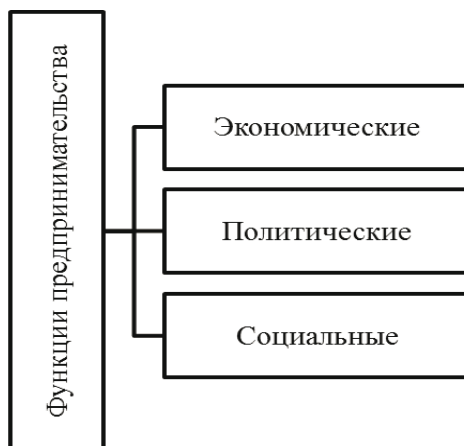 Функции предпринимательства
Экономические
Политические
Социальные